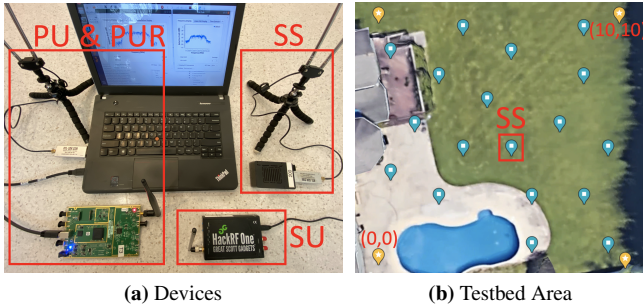 PU & PUR
SS
ThinkPad
HackRF One
GREAT SCOTT GADGETS
SU
(10,10)
SS
(0,0)
(a) Devices
(b) Testbed Area